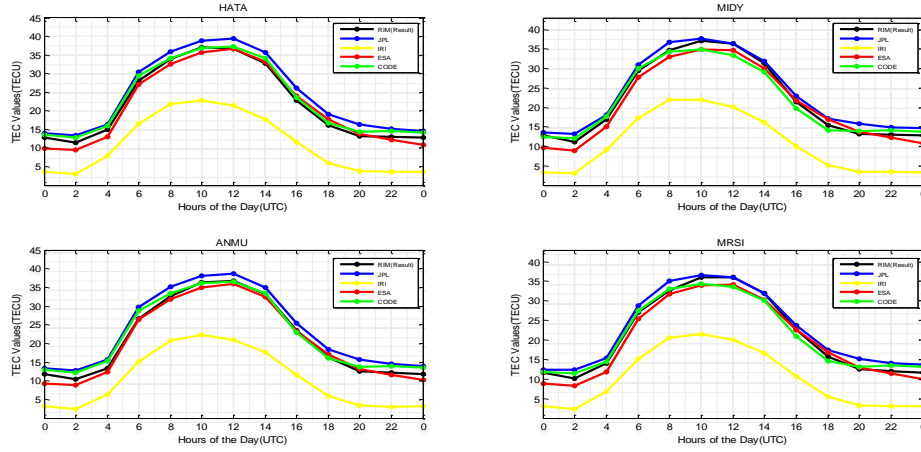 HATA
TEC Values(TECU)
45
40
35
30
25
20
15
10
5
0 2 4 6 8 10 12 14 16 18 20 22 0
Hours of the Day(UTC)
RIM(Result)
JPL
IRI
ESA
CODE
MIDY
TEC Values(TECU)
40
35
30
25
20
15
10
5
0 2 4 6 8 10 12 14 16 18 20 22 0
Hours of the Day(UTC)
RIM(Result)
JPL
IRI
ESA
CODE
ANMU
TEC Values(TECU)
45
40
35
30
25
20
15
10
5
0 2 4 6 8 10 12 14 16 18 20 22 0
Hours of the Day(UTC)
RIM(Result)
JPL
IRI
ESA
CODE
MRSI
TEC Values(TECU)
40
35
30
25
20
15
10
5
0 2 4 6 8 10 12 14 16 18 20 22 0
Hours of the Day(UTC)
RIM(Result)
JPL
IRI
ESA
CODE